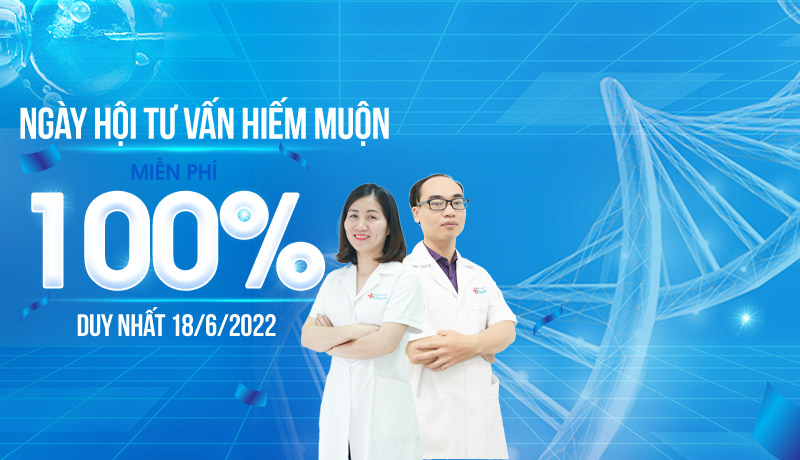 NGÀY HỘI TƯ VẤN HIẾM MUỘN
MIỄN PHÍ
100%
DUY NHẤT 18/6/2022